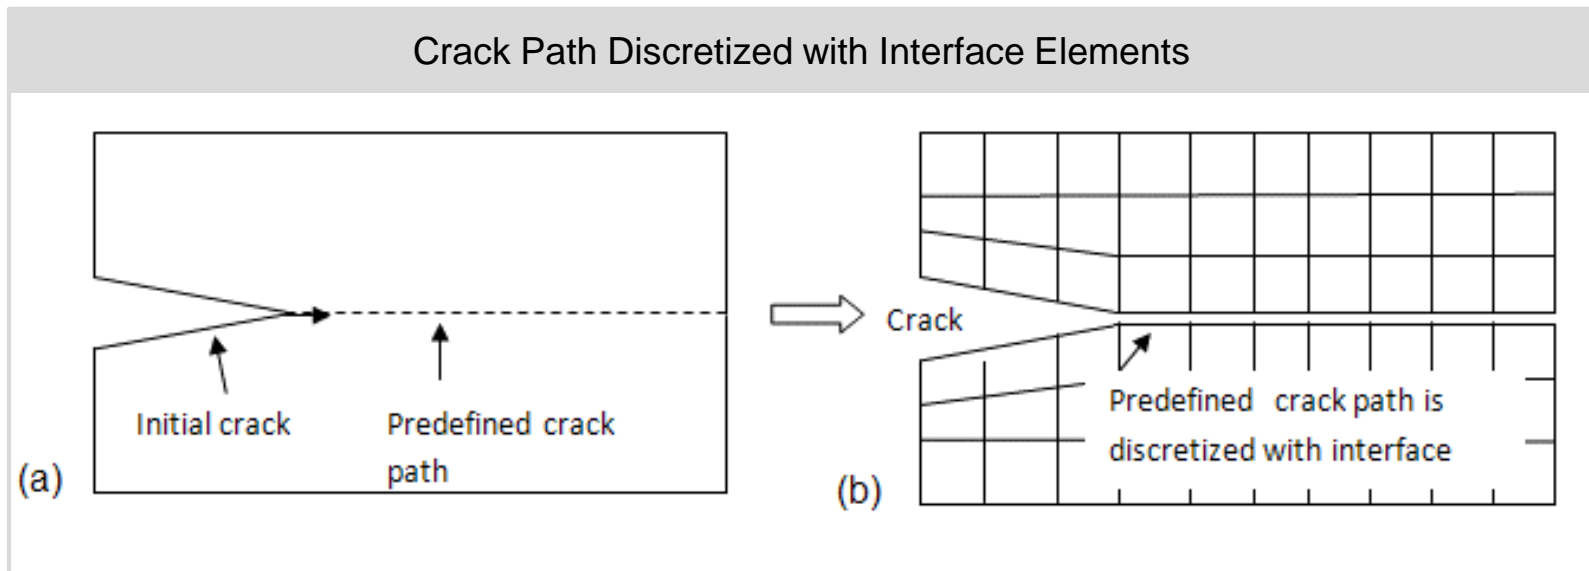 Crack Path Discretized with Interface Elements
Initial crack
Predefined crack
path
(a)
Crack
Predefined crack path is
discretized with interface
(b)